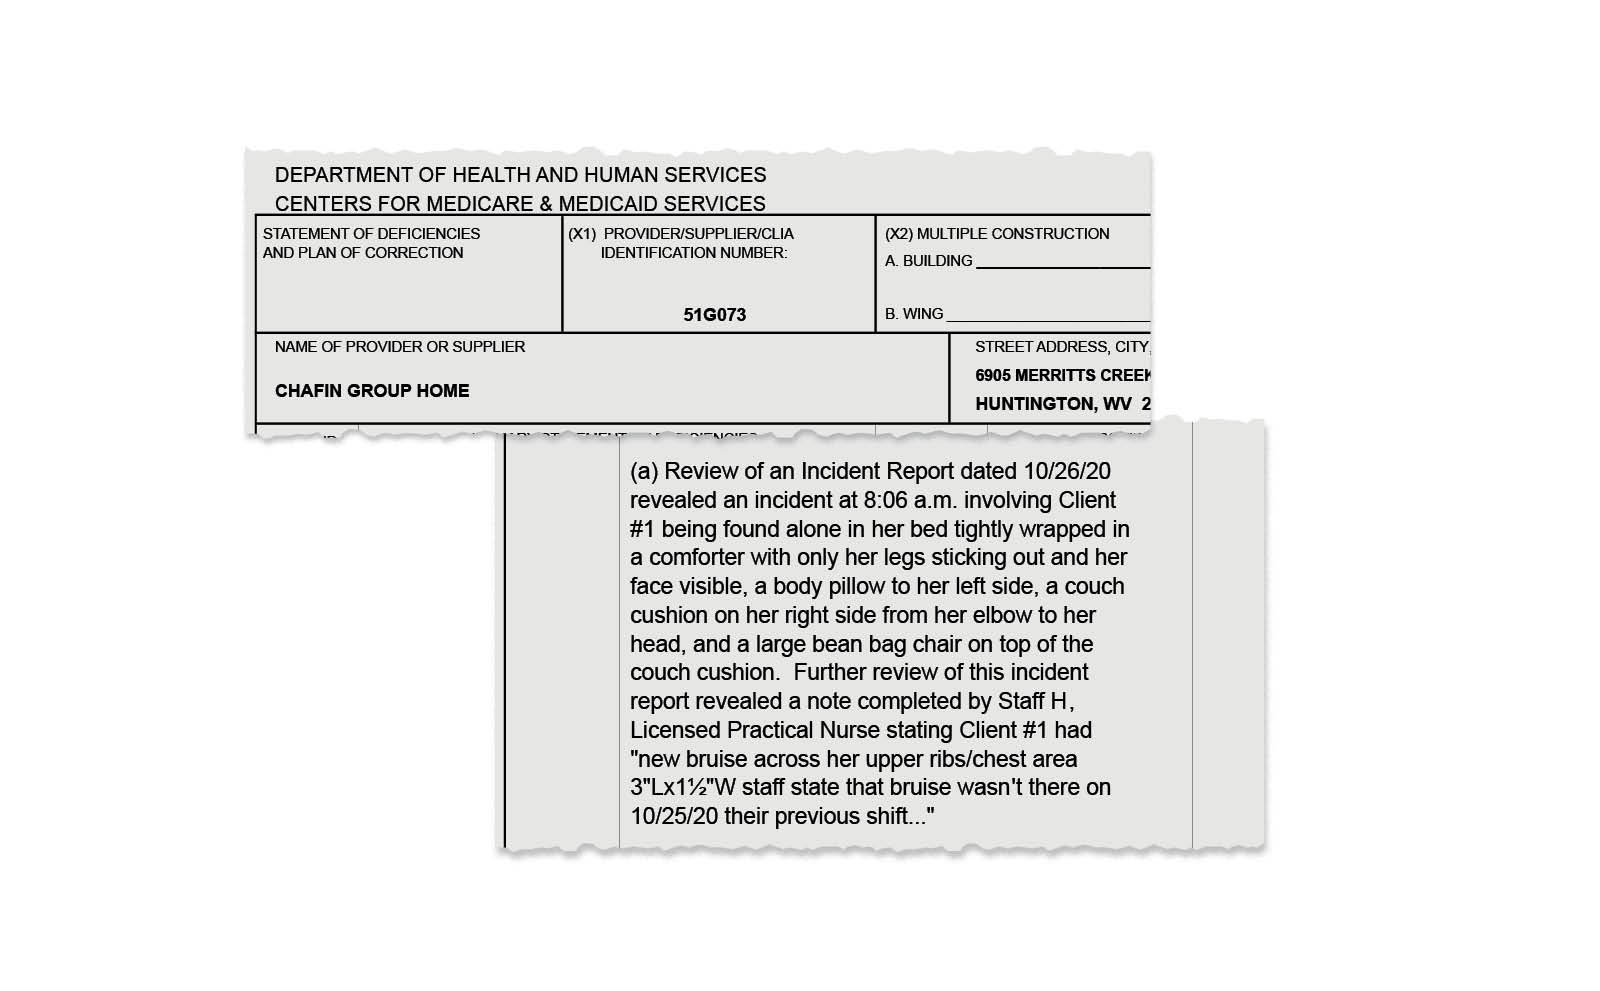 DEPARTMENT OF HEALTH AND HUMAN SERVICES
CENTERS FOR MEDICARE & MEDICAID SERVICES
STATEMENT OF DEFICIENCIES
AND PLAN OF CORRECTION
(X1) PROVIDER/SUPPLIER/CLIA
IDENTIFICATION NUMBER:
51G073
(X2) MULTIPLE CONSTRUCTION
A. BUILDING
B. WING
NAME OF PROVIDER OR SUPPLIER
CHAFIN GROUP HOME
STREET ADDRESS, CITY,
6905 MERRITTS CREEK
HUNTINGTON, WV 2
(a) Review of an Incident Report dated 10/26/20
revealed an incident at 8:06 a.m. involving Client
#1 being found alone in her bed tightly wrapped in
a comforter with only her legs sticking out and her
face visible, a body pillow to her left side, a couch
cushion on her right side from her elbow to her
head, and a large bean bag chair on top of the
couch cushion.  Further review of this incident
report revealed a note completed by Staff H,
Licensed Practical Nurse stating Client #1 had
"new bruise across her upper ribs/chest area
3"Lx1½"W staff state that bruise wasn't there on
10/25/20 their previous shift..."